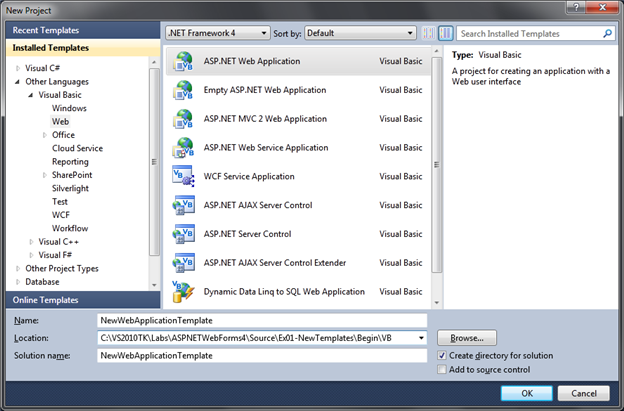 New Project
Recent Templates
Installed Templates
Visual C#
Other Languages
Visual Basic
Windows
Web
Office
Cloud Service
Reporting
SharePoint
Silverlight
Test
WCF
Workflow
Visual C++
Visual F#
Other Project Types
Database
Online Templates
.NET Framework 4 Sort by: Default Search Installed Templates
ASP.NET Web Application Visual Basic
Empty ASP.NET Web Application Visual Basic
ASP.NET MVC 2 Web Application Visual Basic
ASP.NET Web Service Application Visual Basic
WCF Service Application Visual Basic
ASP.NET AJAX Server Control Visual Basic
ASP.NET Server Control Visual Basic
ASP.NET AJAX Server Control Extender Visual Basic
Dynamic Data Linq to SQL Web Application Visual Basic
Type: Visual Basic
A project for creating an application with a
Web user interface
Name: NewWebApplicationTemplate
Location: C:\VS2010TK\Labs\ASPNETWebForms4\Source\Ex01-NewTemplates\Begin\VB Browse...
Solution name: NewWebApplicationTemplate Create directory for solution
Add to source control
OK Cancel